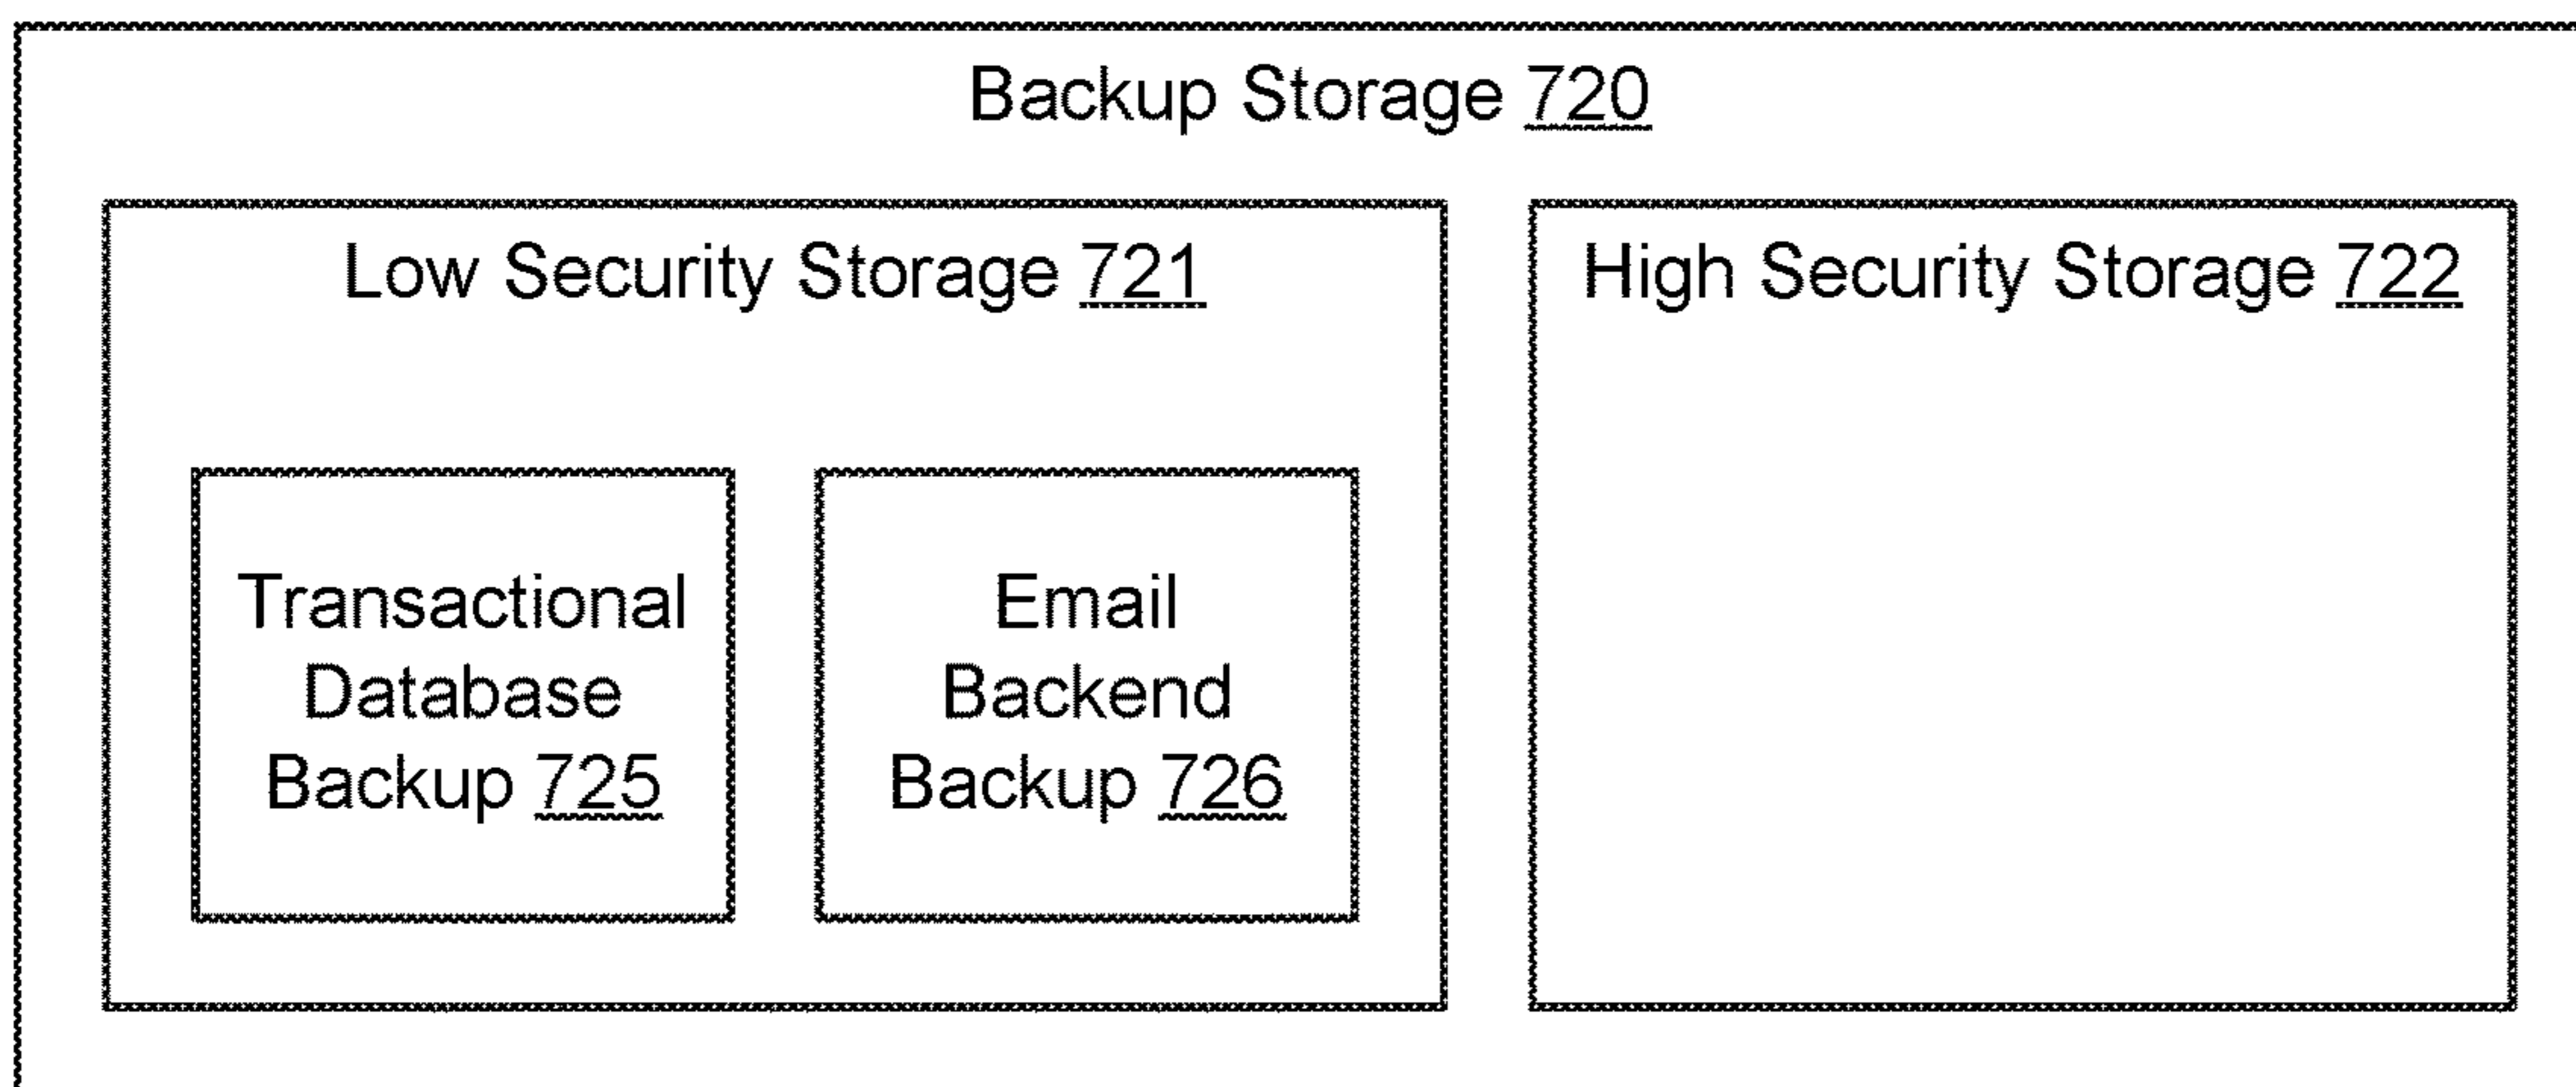 Backup Storage 720
Low Security Storage 721
High Security Storage 722
Transactional
Database
Backup 725
Email
Backend
Backup 726